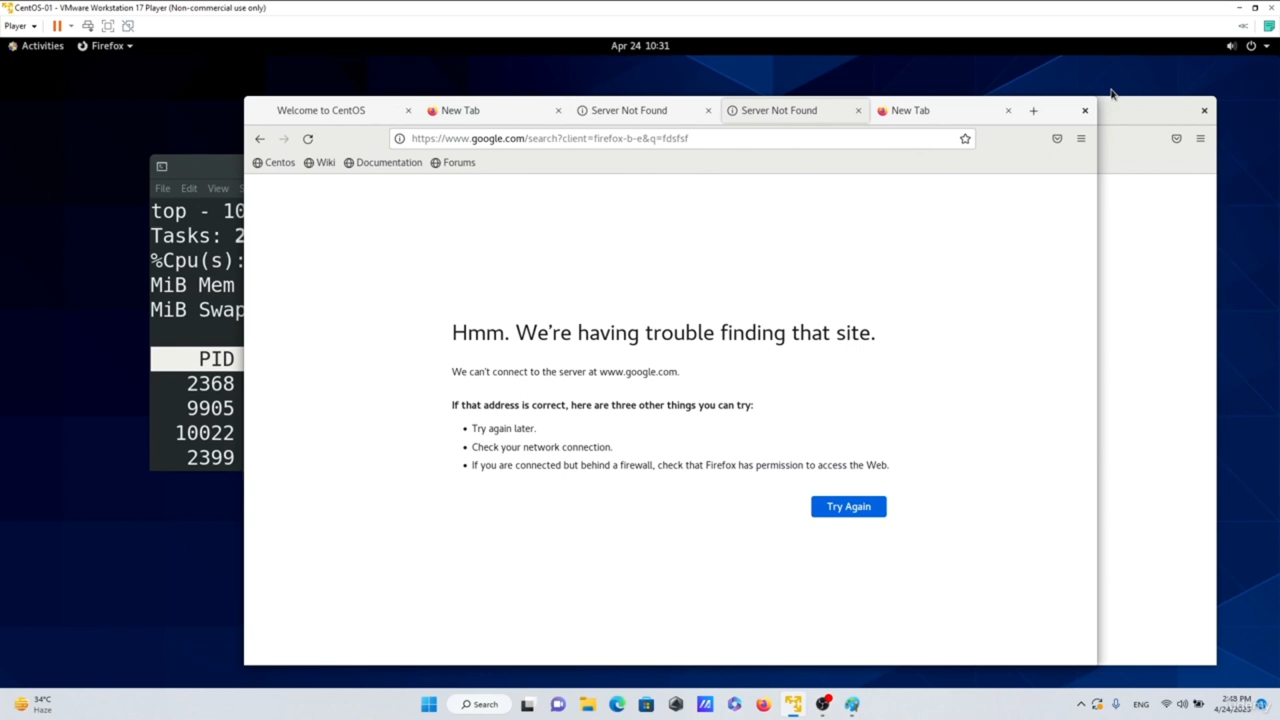 CentOS-01 - VMware Workstation 17 Player (Non-commercial use only)
Player
Activities Firefox Apr 24 10:31
Welcome to CentOS New Tab Server Not Found Server Not Found New Tab
https://www.google.com/search?client=firefox-b-e&q=fdsfsf
Centos Wiki Documentation Forums
File Edit View S
top - 10
Tasks: 2
%Cpu(s):
MiB Mem
MiB Swap
PID
2368
9905
10022
2399
Hmm. We're having trouble finding that site.
We can't connect to the server at www.google.com.
If that address is correct, here are three other things you can try:
• Try again later.
• Check your network connection.
• If you are connected but behind a firewall, check that Firefox has permission to access the Web.
Try Again
34°C
Haze
Search
ENG
2:48 PM